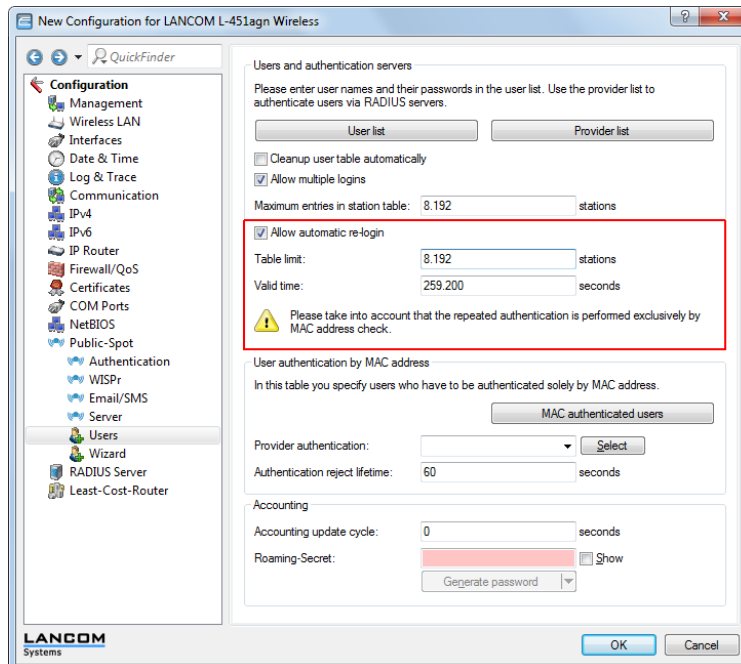 New Configuration for LANCOM L-451agn Wireless
QuickFinder
Configuration
Management
Wireless LAN
Interfaces
Date & Time
Log & Trace
Communication
IPv4
IPv6
IP Router
Firewall/QoS
Certificates
COM Ports
NetBIOS
Public-Spot
Authentication
WISPr
Email/SMS
Server
Users
Wizard
RADIUS Server
Least-Cost-Router
Users and authentication servers
Please enter user names and their passwords in the user list. Use the provider list to
authenticate users via RADIUS servers.
User list
Provider list
Cleanup user table automatically
Allow multiple logins
Maximum entries in station table: 8.192 stations
Allow automatic re-login
Table limit: 8.192 stations
Valid time: 259.200 seconds
Please take into account that the repeated authentication is performed exclusively by
MAC address check.
User authentication by MAC address
In this table you specify users who have to be authenticated solely by MAC address.
MAC authenticated users
Provider authentication: Select
Authentication reject lifetime: 60 seconds
Accounting
Accounting update cycle: 0 seconds
Roaming-Secret: Show
Generate password
LANCOM
Systems
OK
Cancel